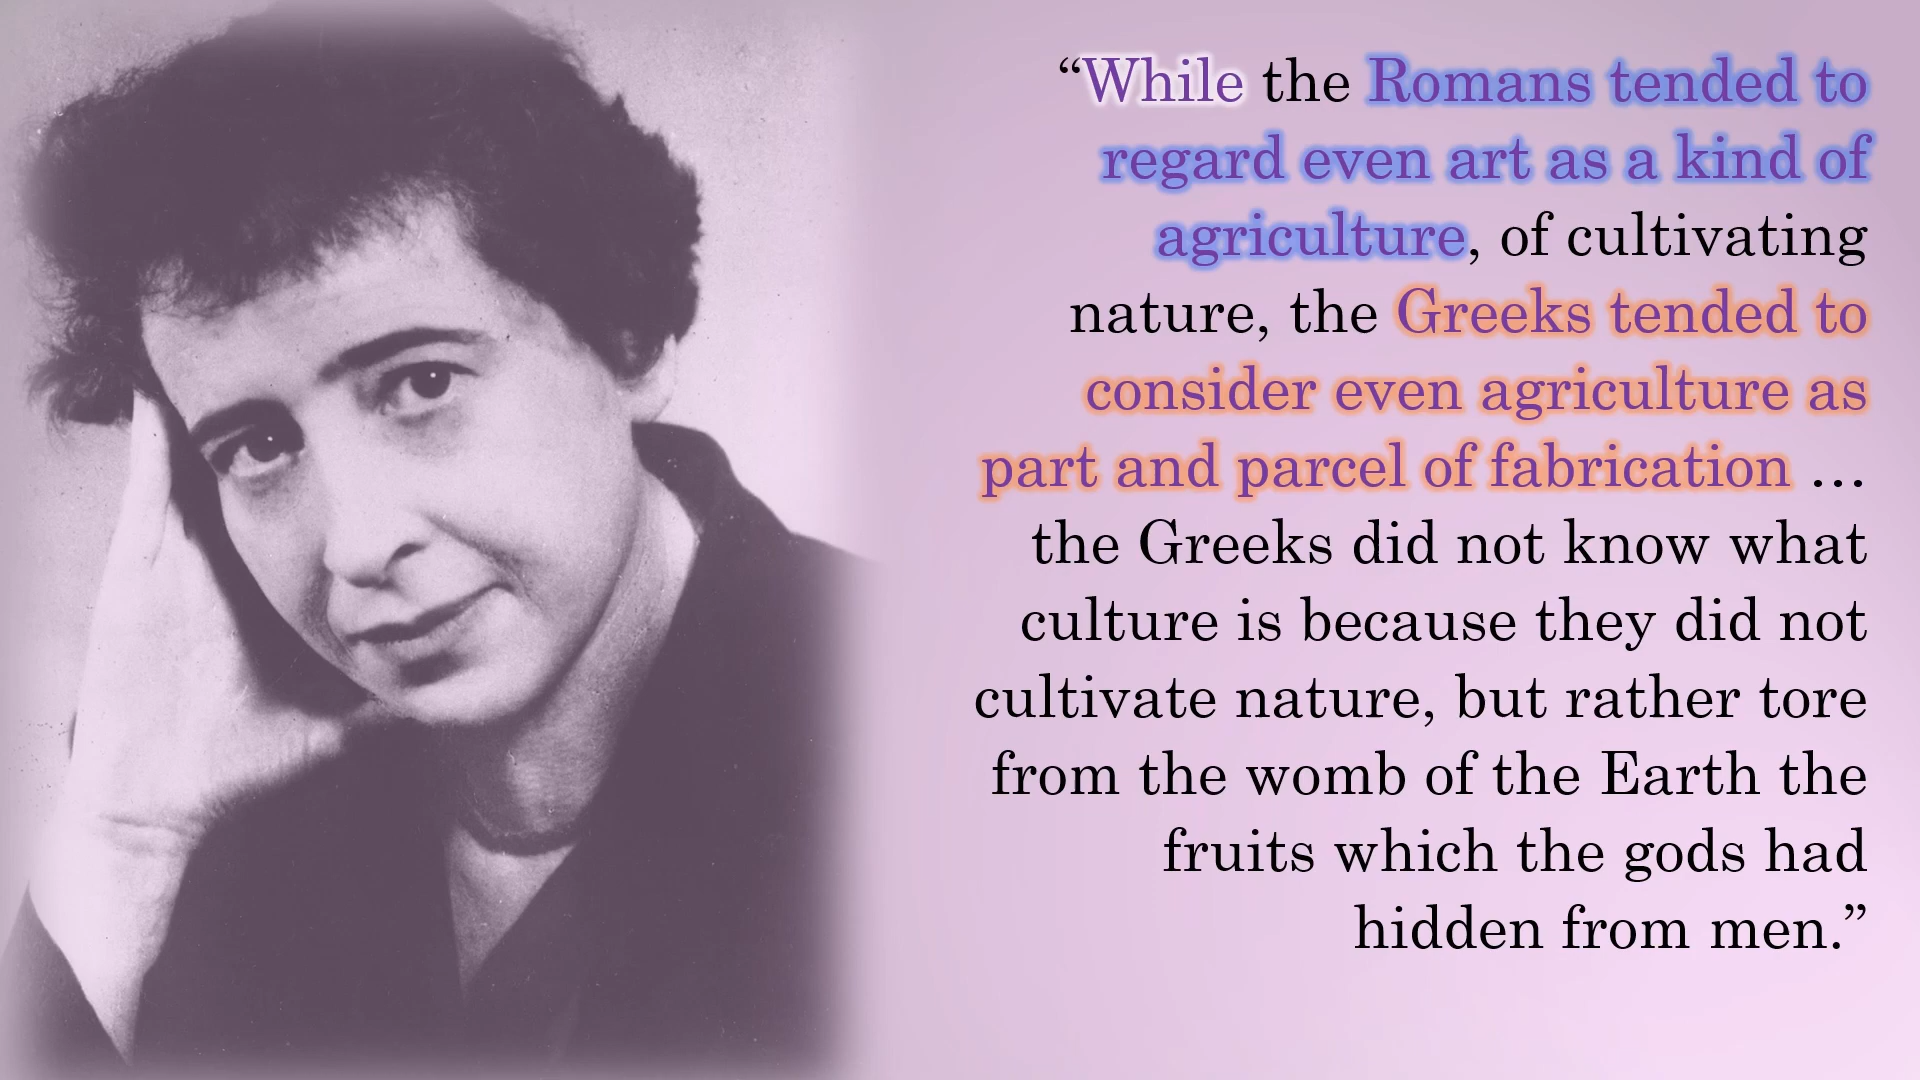 “While the Romans tended to
regard even art as a kind of
agriculture, of cultivating
nature, the Greeks tended to
consider even agriculture as
part and parcel of fabrication …
the Greeks did not know what
culture is because they did not
cultivate nature, but rather tore
from the womb of the Earth the
fruits which the gods had
hidden from men.”